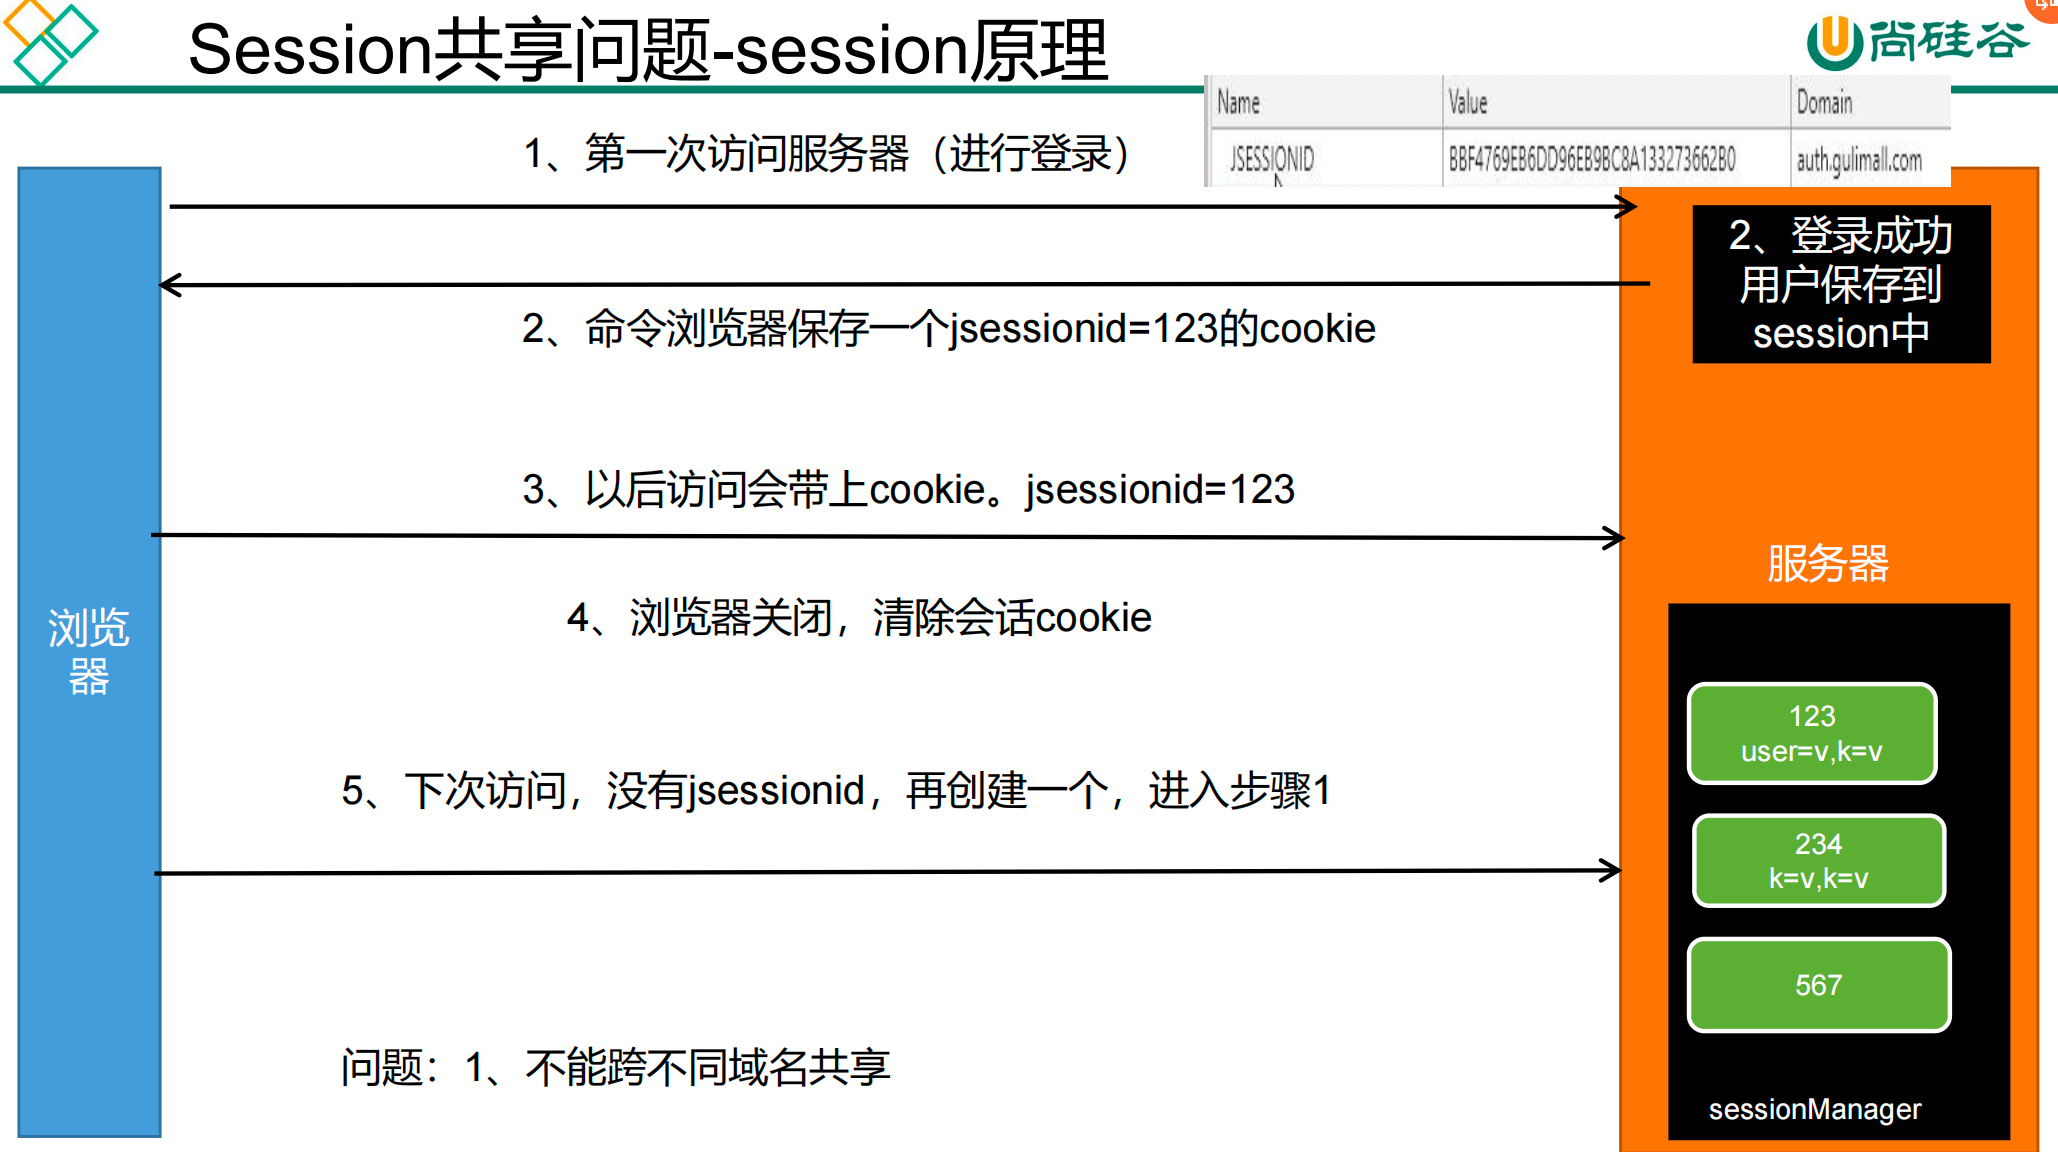 Session共享问题-session原理
尚硅谷
Name Value Domain
JSESSIONID BBF4769EB6DD96EB9BC8A133273662B0 auth.gulimall.com
1、第一次访问服务器（进行登录）
2、登录成功
用户保存到
session中
2、命令浏览器保存一个jsessionid=123的cookie
3、以后访问会带上cookie。jsessionid=123
服务器
4、浏览器关闭，清除会话cookie
浏览
器
123
user=v,k=v
5、下次访问，没有jsessionid，再创建一个，进入步骤1
234
k=v,k=v
567
问题：1、不能跨不同域名共享
sessionManager